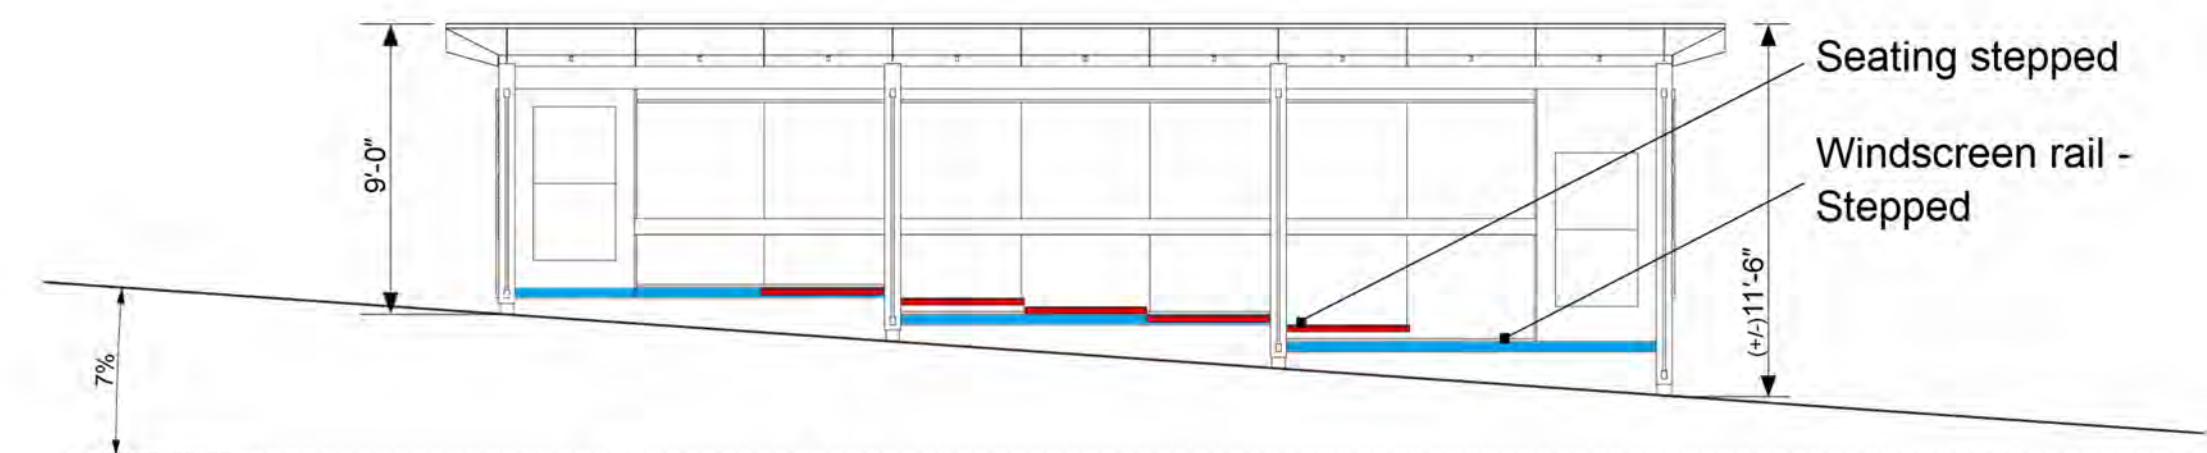 9'-0"
7%
Seating stepped
Windscreen rail -
Stepped
(+/-)11'-6"